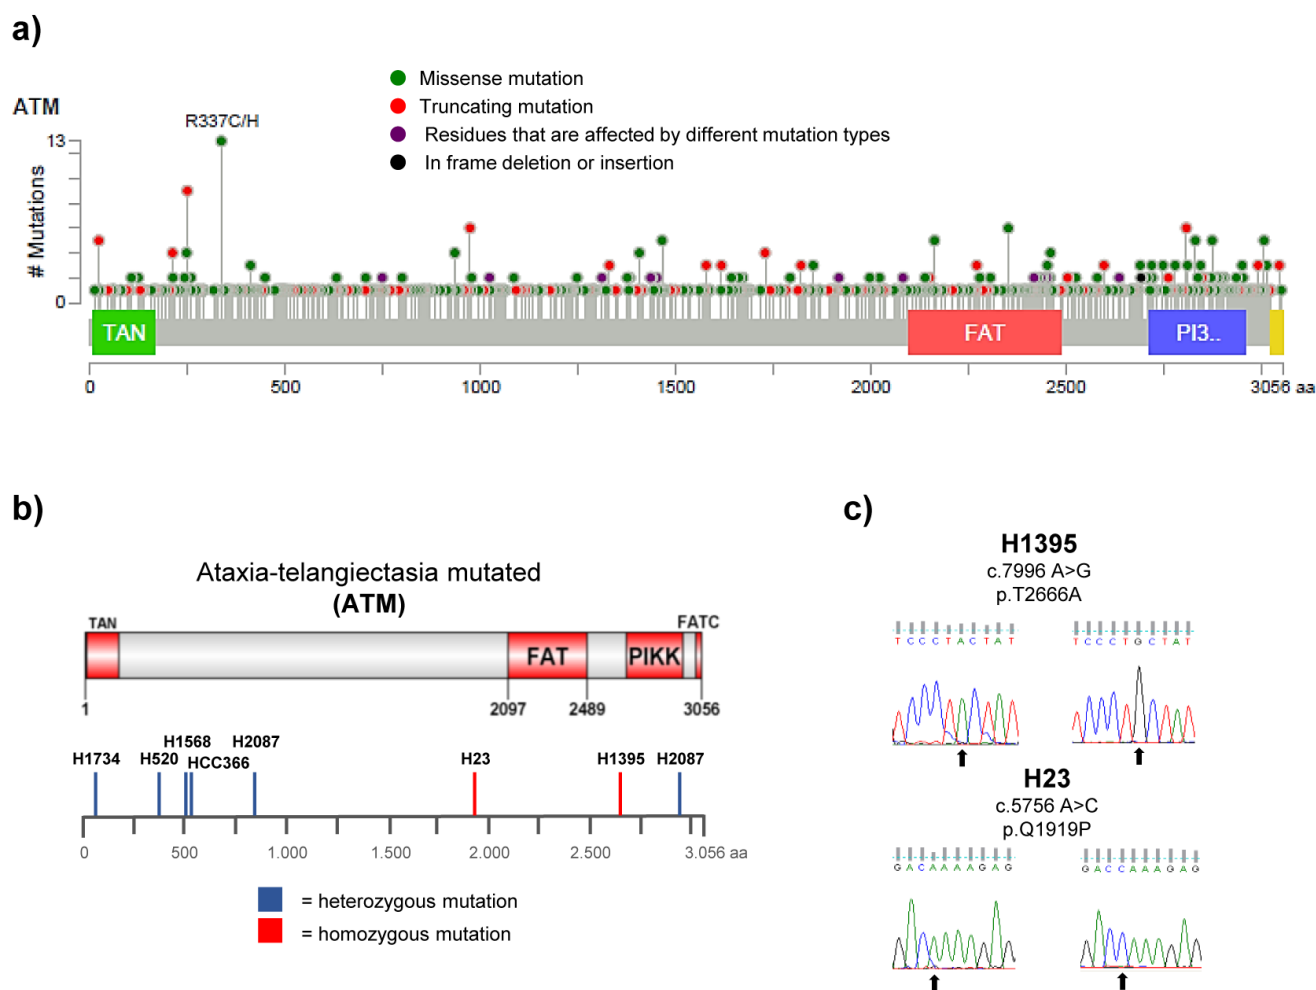 a)
Missense mutation
Truncating mutation
Residues that are affected by different mutation types
In frame deletion or insertion
ATM
R337C/H
13
# Mutations
0
TAN
FAT
PI3..
0 500 1000 1500 2000 2500 3056 aa
b)
Ataxia-telangiectasia mutated
(ATM)
TAN
FATC
FAT
PIKK
1 2097 2489 3056
H1568 H2087
H1734 H520 HCC366 H23 H1395 H2087
0 500 1.000 1.500 2.000 2.500 3.056 aa
= heterozygous mutation
= homozygous mutation
c)
H1395
c.7996 A>G
p.T2666A
T C C C T A C T A T
T C C C T G C T A T
H23
c.5756 A>C
p.Q1919P
G A C A A A A G A G
G A C C A A A G A G